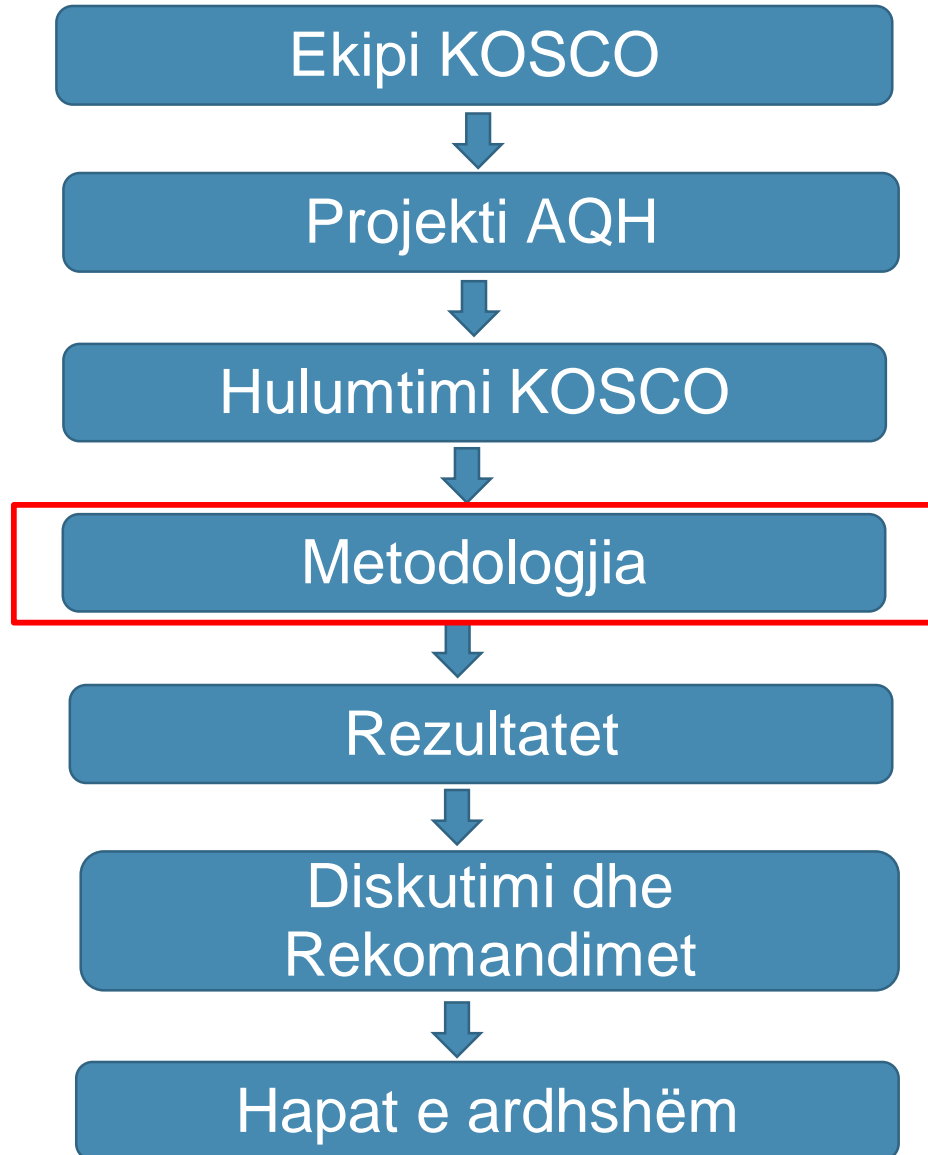 Ekipi KOSCO
Projekti AQH
Hulumtimi KOSCO
Metodologjia
Rezultatet
Diskutimi dhe
Rekomandimet
Hapat e ardhshëm